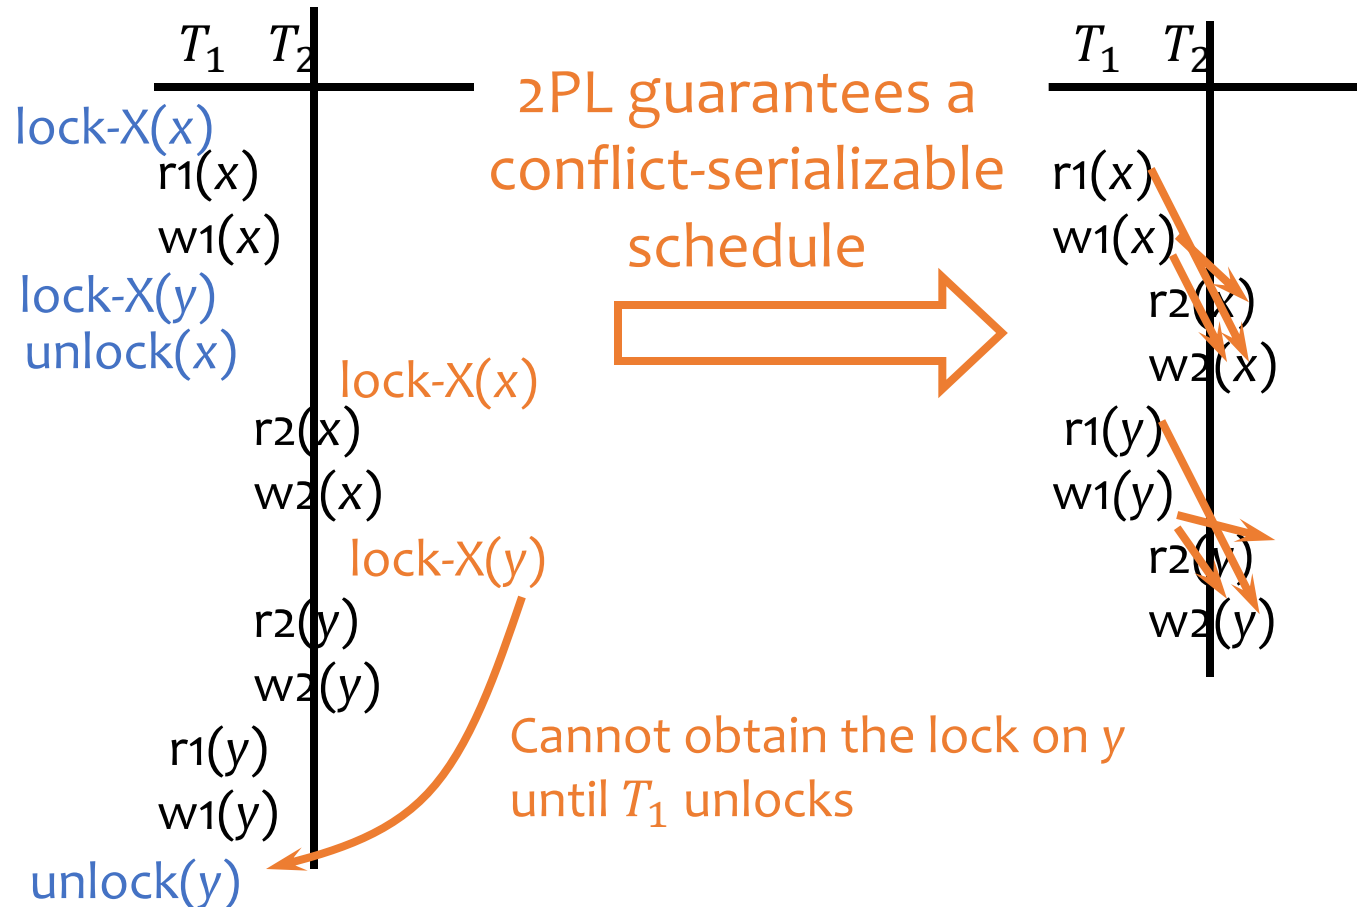 T₁ T₂
lock-X(x)
r1(x)
w1(x)
lock-X(y)
unlock(x)
lock-X(x)
r2(x)
w2(x)
lock-X(y)
r2(y)
w2(y)
r1(y)
w1(y)
unlock(y)
2PL guarantees a
conflict-serializable
schedule
Cannot obtain the lock on y
until T₁ unlocks
T₁ T₂
r1(x)
w1(x)
r2(x)
w2(x)
r1(y)
w1(y)
r2(y)
w2(y)